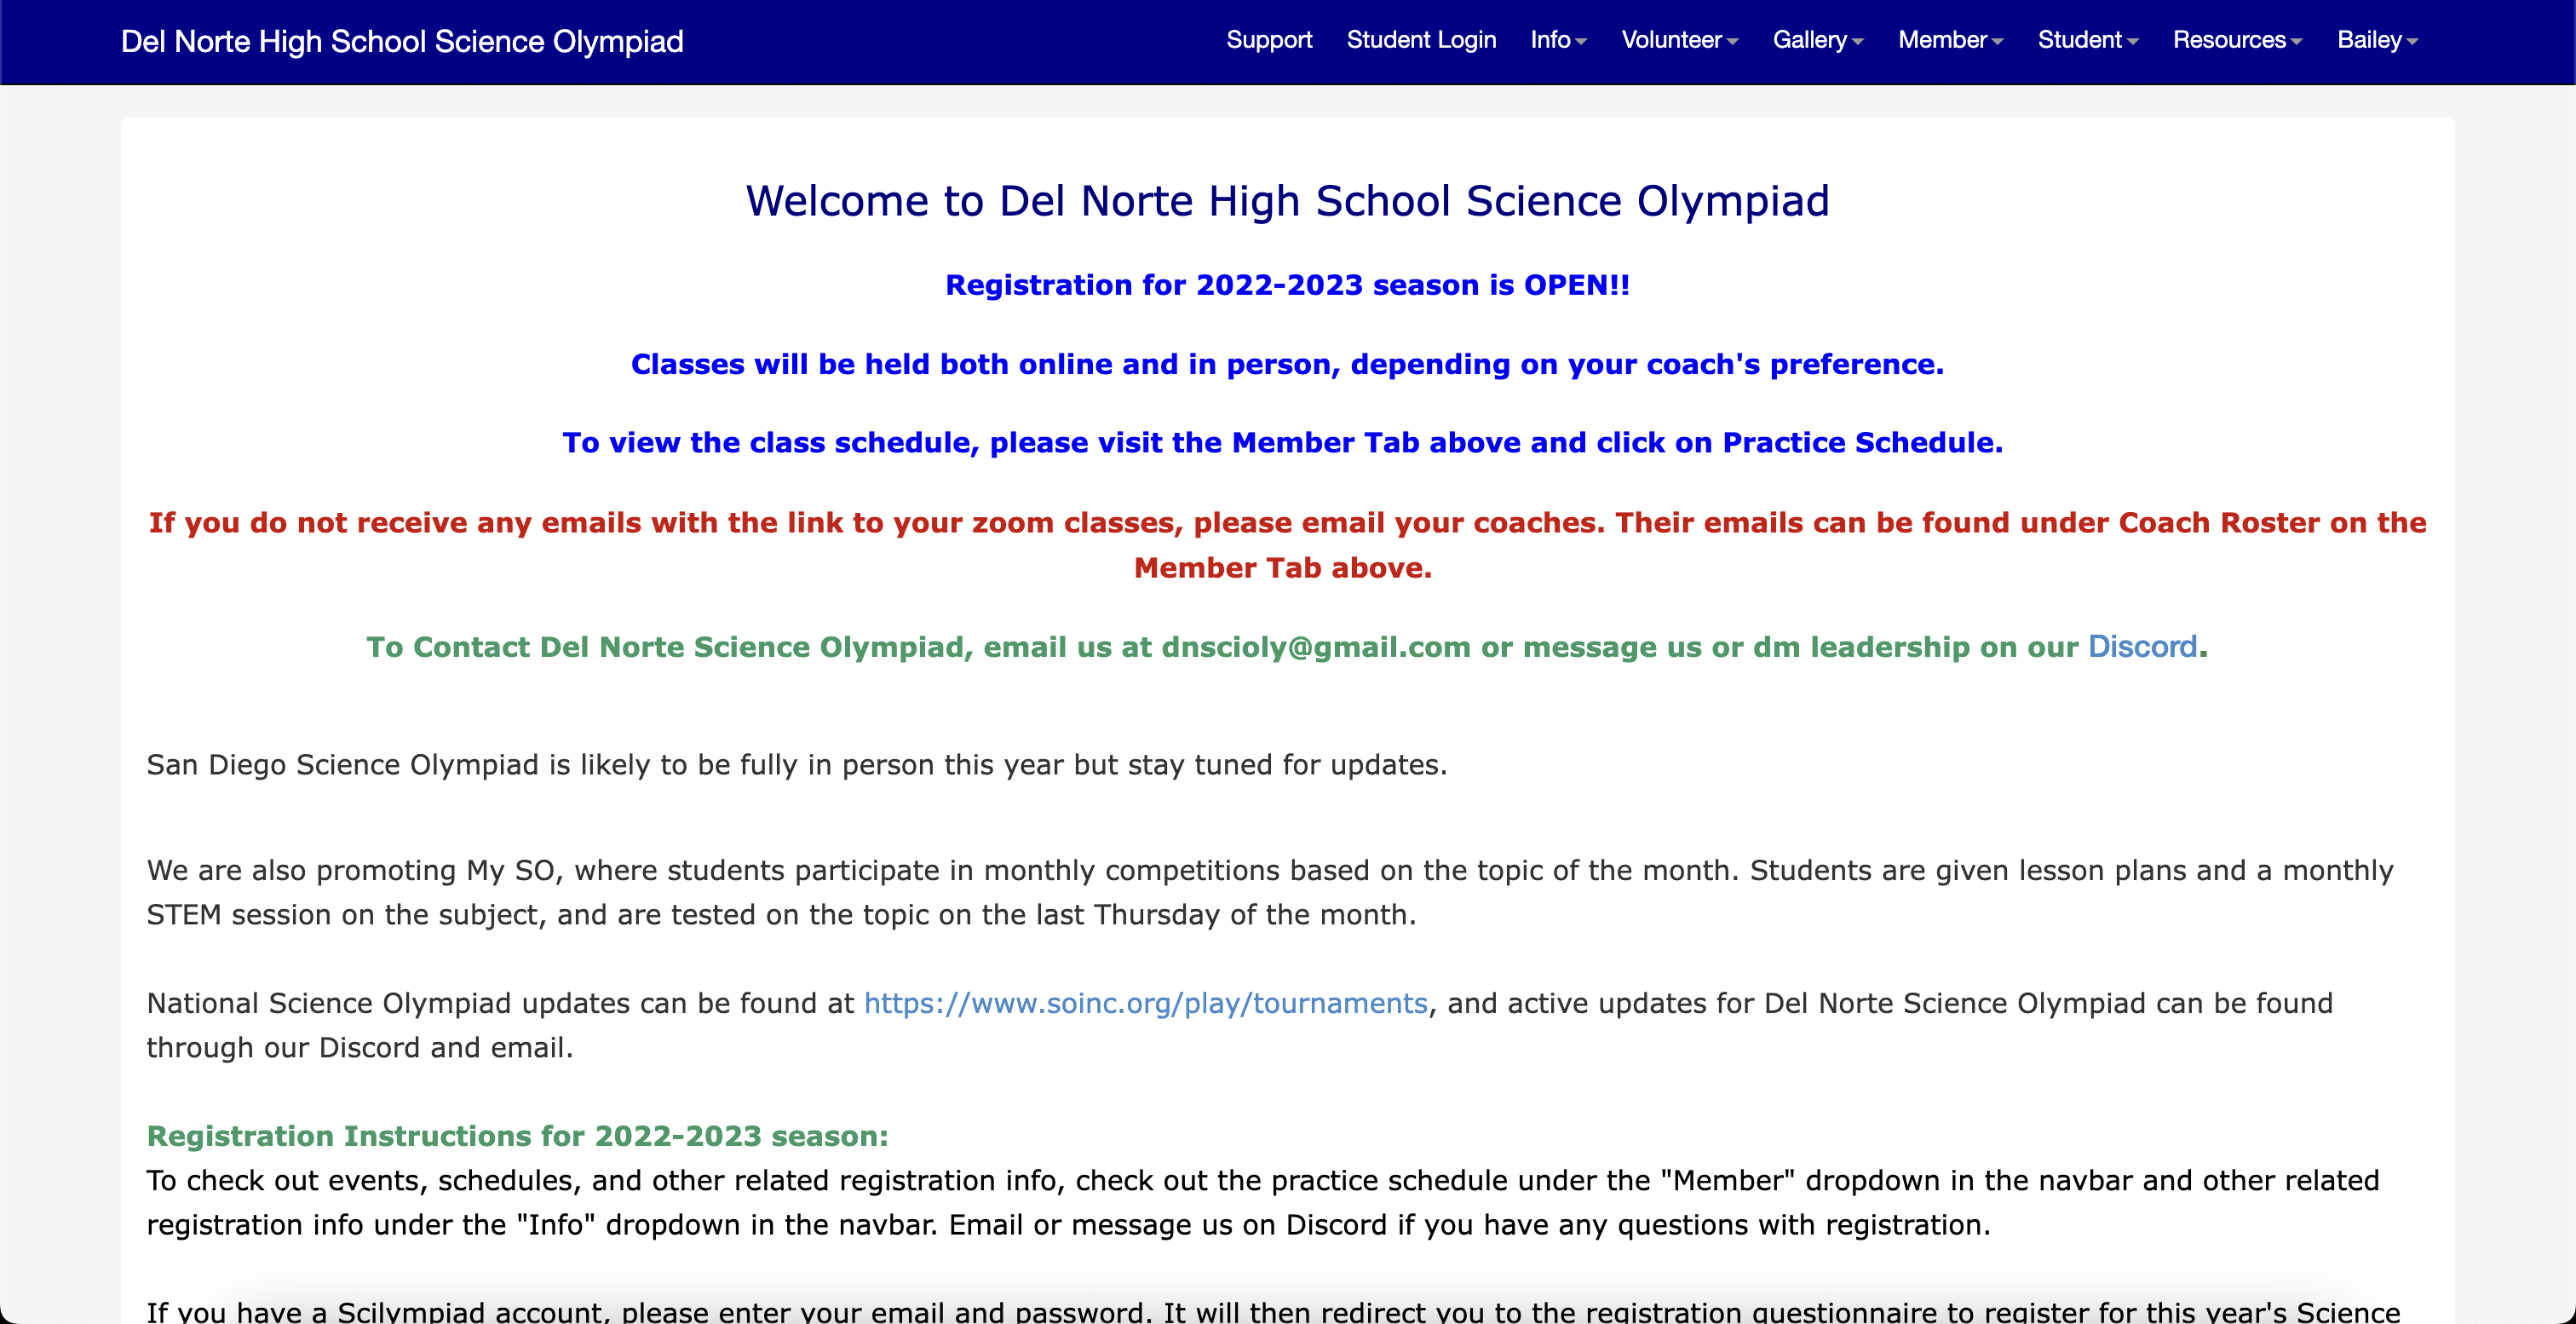 Del Norte High School Science Olympiad
Support Student Login Info Volunteer Gallery Member Student Resources Bailey
Welcome to Del Norte High School Science Olympiad
Registration for 2022-2023 season is OPEN!!
Classes will be held both online and in person, depending on your coach's preference.
To view the class schedule, please visit the Member Tab above and click on Practice Schedule.
If you do not receive any emails with the link to your zoom classes, please email your coaches. Their emails can be found under Coach Roster on the
Member Tab above.
To Contact Del Norte Science Olympiad, email us at dnscioly@gmail.com or message us or dm leadership on our Discord.
San Diego Science Olympiad is likely to be fully in person this year but stay tuned for updates.
We are also promoting My SO, where students participate in monthly competitions based on the topic of the month. Students are given lesson plans and a monthly
STEM session on the subject, and are tested on the topic on the last Thursday of the month.
National Science Olympiad updates can be found at https://www.soinc.org/play/tournaments, and active updates for Del Norte Science Olympiad can be found
through our Discord and email.
Registration Instructions for 2022-2023 season:
To check out events, schedules, and other related registration info, check out the practice schedule under the "Member" dropdown in the navbar and other related
registration info under the "Info" dropdown in the navbar. Email or message us on Discord if you have any questions with registration.
If you have a Scilympiad account, please enter your email and password. It will then redirect you to the registration questionnaire to register for this year's Science